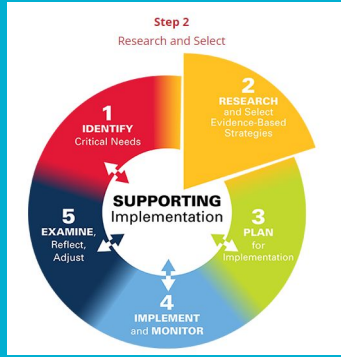 Step 2
Research and Select
1
IDENTIFY
Critical Needs
2
RESEARCH
and Select
Evidence-Based
Strategies
SUPPORTING
Implementation
3
PLAN
for
Implementation
4
IMPLEMENT
and MONITOR
5
EXAMINE,
Reflect,
Adjust